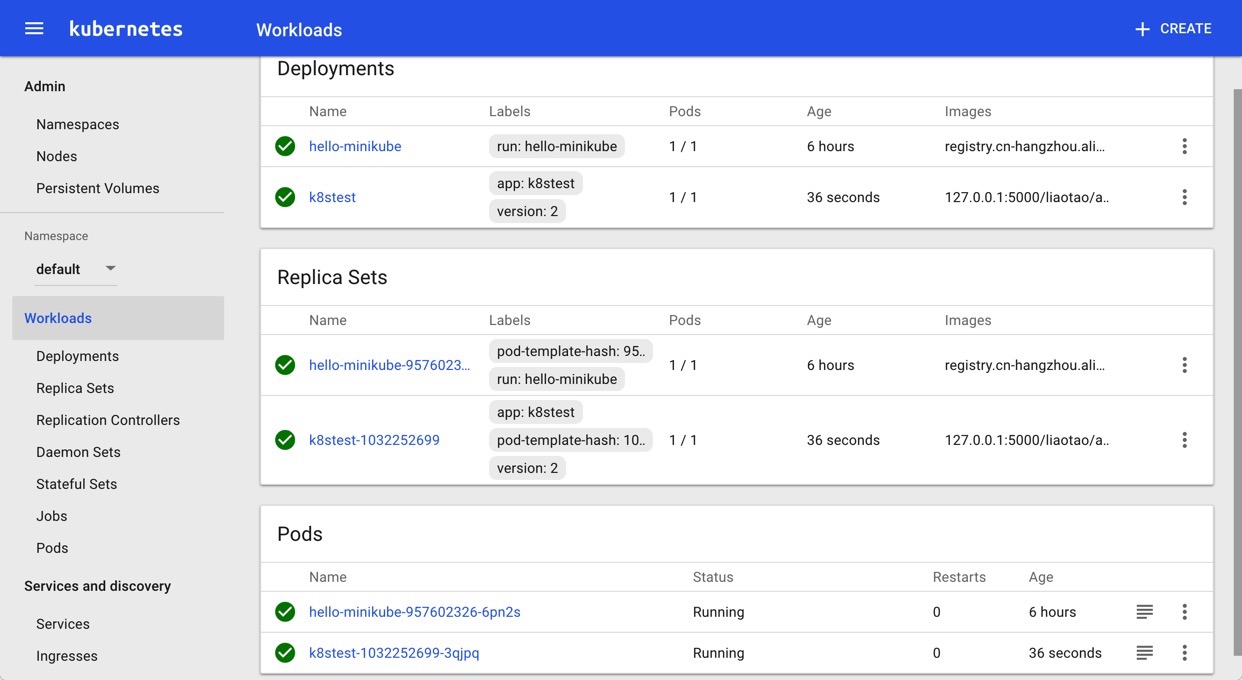 kubernetes Workloads CREATE
Admin
Namespaces
Nodes
Persistent Volumes
Namespace
default
Workloads
Deployments
Replica Sets
Replication Controllers
Daemon Sets
Stateful Sets
Jobs
Pods
Services and discovery
Services
Ingresses
Deployments
Name Labels Pods Age Images
hello-minikube run: hello-minikube 1 / 1 6 hours registry.cn-hangzhou.ali...
k8stest app: k8stest 1 / 1 36 seconds 127.0.0.1:5000/liaotao/a..
version: 2
Replica Sets
Name Labels Pods Age Images
hello-minikube-9576023... pod-template-hash: 95.. 1 / 1 6 hours registry.cn-hangzhou.ali...
run: hello-minikube
app: k8stest
k8stest-1032252699 pod-template-hash: 10.. 1 / 1 36 seconds 127.0.0.1:5000/liaotao/a..
version: 2
Pods
Name Status Restarts Age
hello-minikube-957602326-6pn2s Running 0 6 hours
k8stest-1032252699-3qjpq Running 0 36 seconds